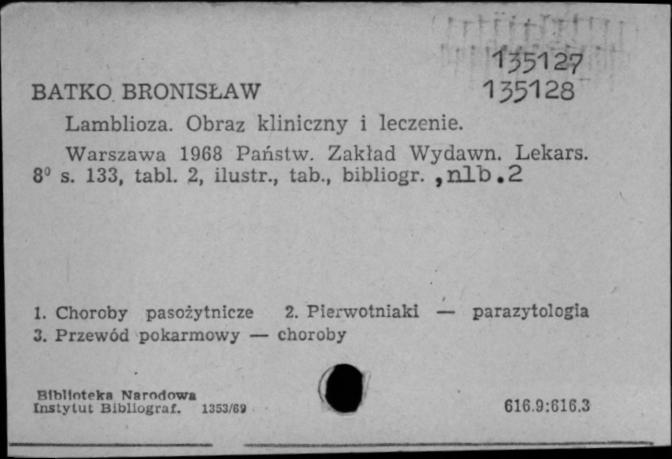 135127
BATKO BRONISŁAW 135128
Lamblioza. Obraz kliniczny i leczenie.
Warszawa 1968 Państw. Zakład Wydawn. Lekars.
8⁰ s. 133, tabl. 2, ilustr., tab., bibliogr. ,nlb.2
1. Choroby pasożytnicze 2. Pierwotniaki — parazytologia
3. Przewód pokarmowy — choroby
Biblioteka Narodowa
Instytut Bibliograf. 1353/69 616.9:616.3